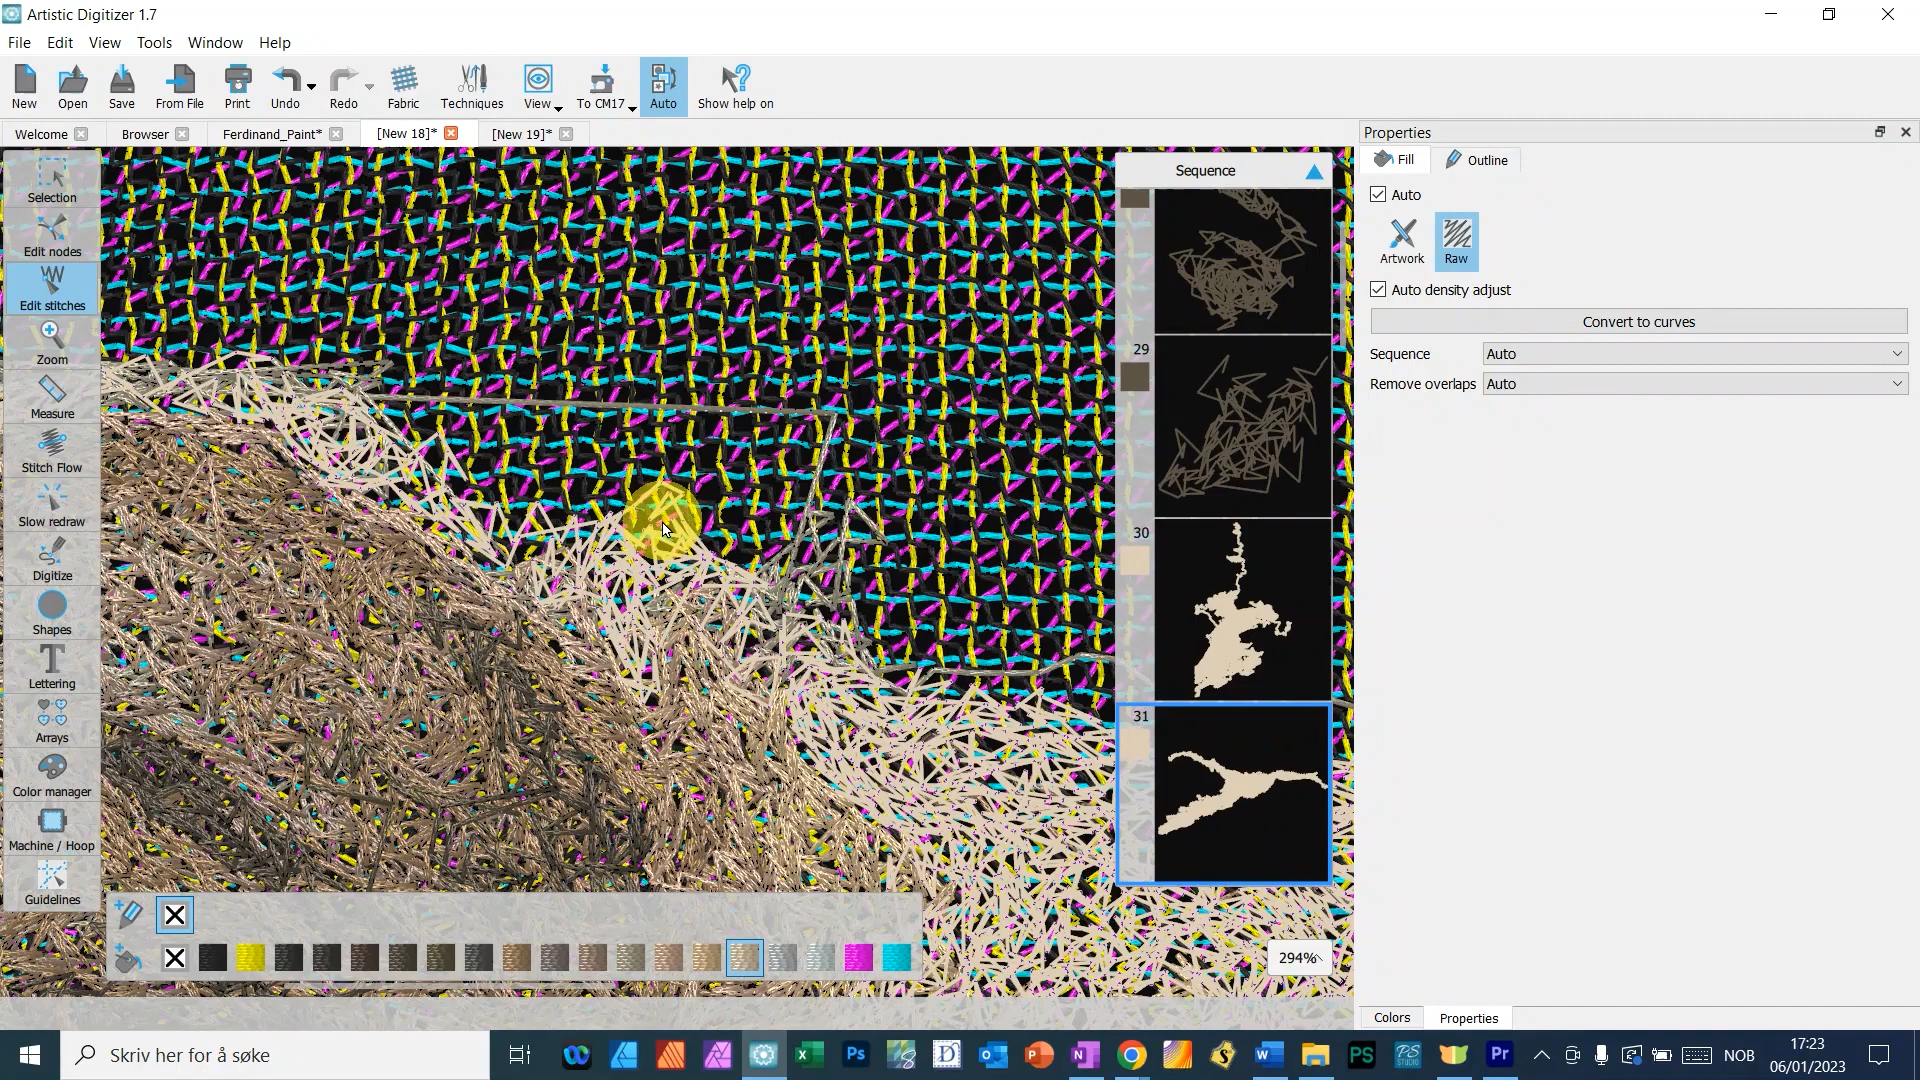 Artistic Digitizer 1.7
File Edit View Tools Window Help
New Open Save From File Print Undo Redo Fabric Techniques View To CM17 Auto Show help on
Welcome Browser Ferdinand_Paint* [New 18]* [New 19]*
Properties
Fill Outline
Auto
Artwork Raw
Auto density adjust
Convert to curves
Sequence Auto
Remove overlaps Auto
Selection
Edit nodes
Edit stitches
Zoom
Measure
Stitch Flow
Slow redraw
Digitize
Shapes
Lettering
Arrays
Color manager
Machine / Hoop
Guidelines
Sequence
29
30
31
294%
Colors Properties
Skriv her for å søke
NOB
17:23
06/01/2023